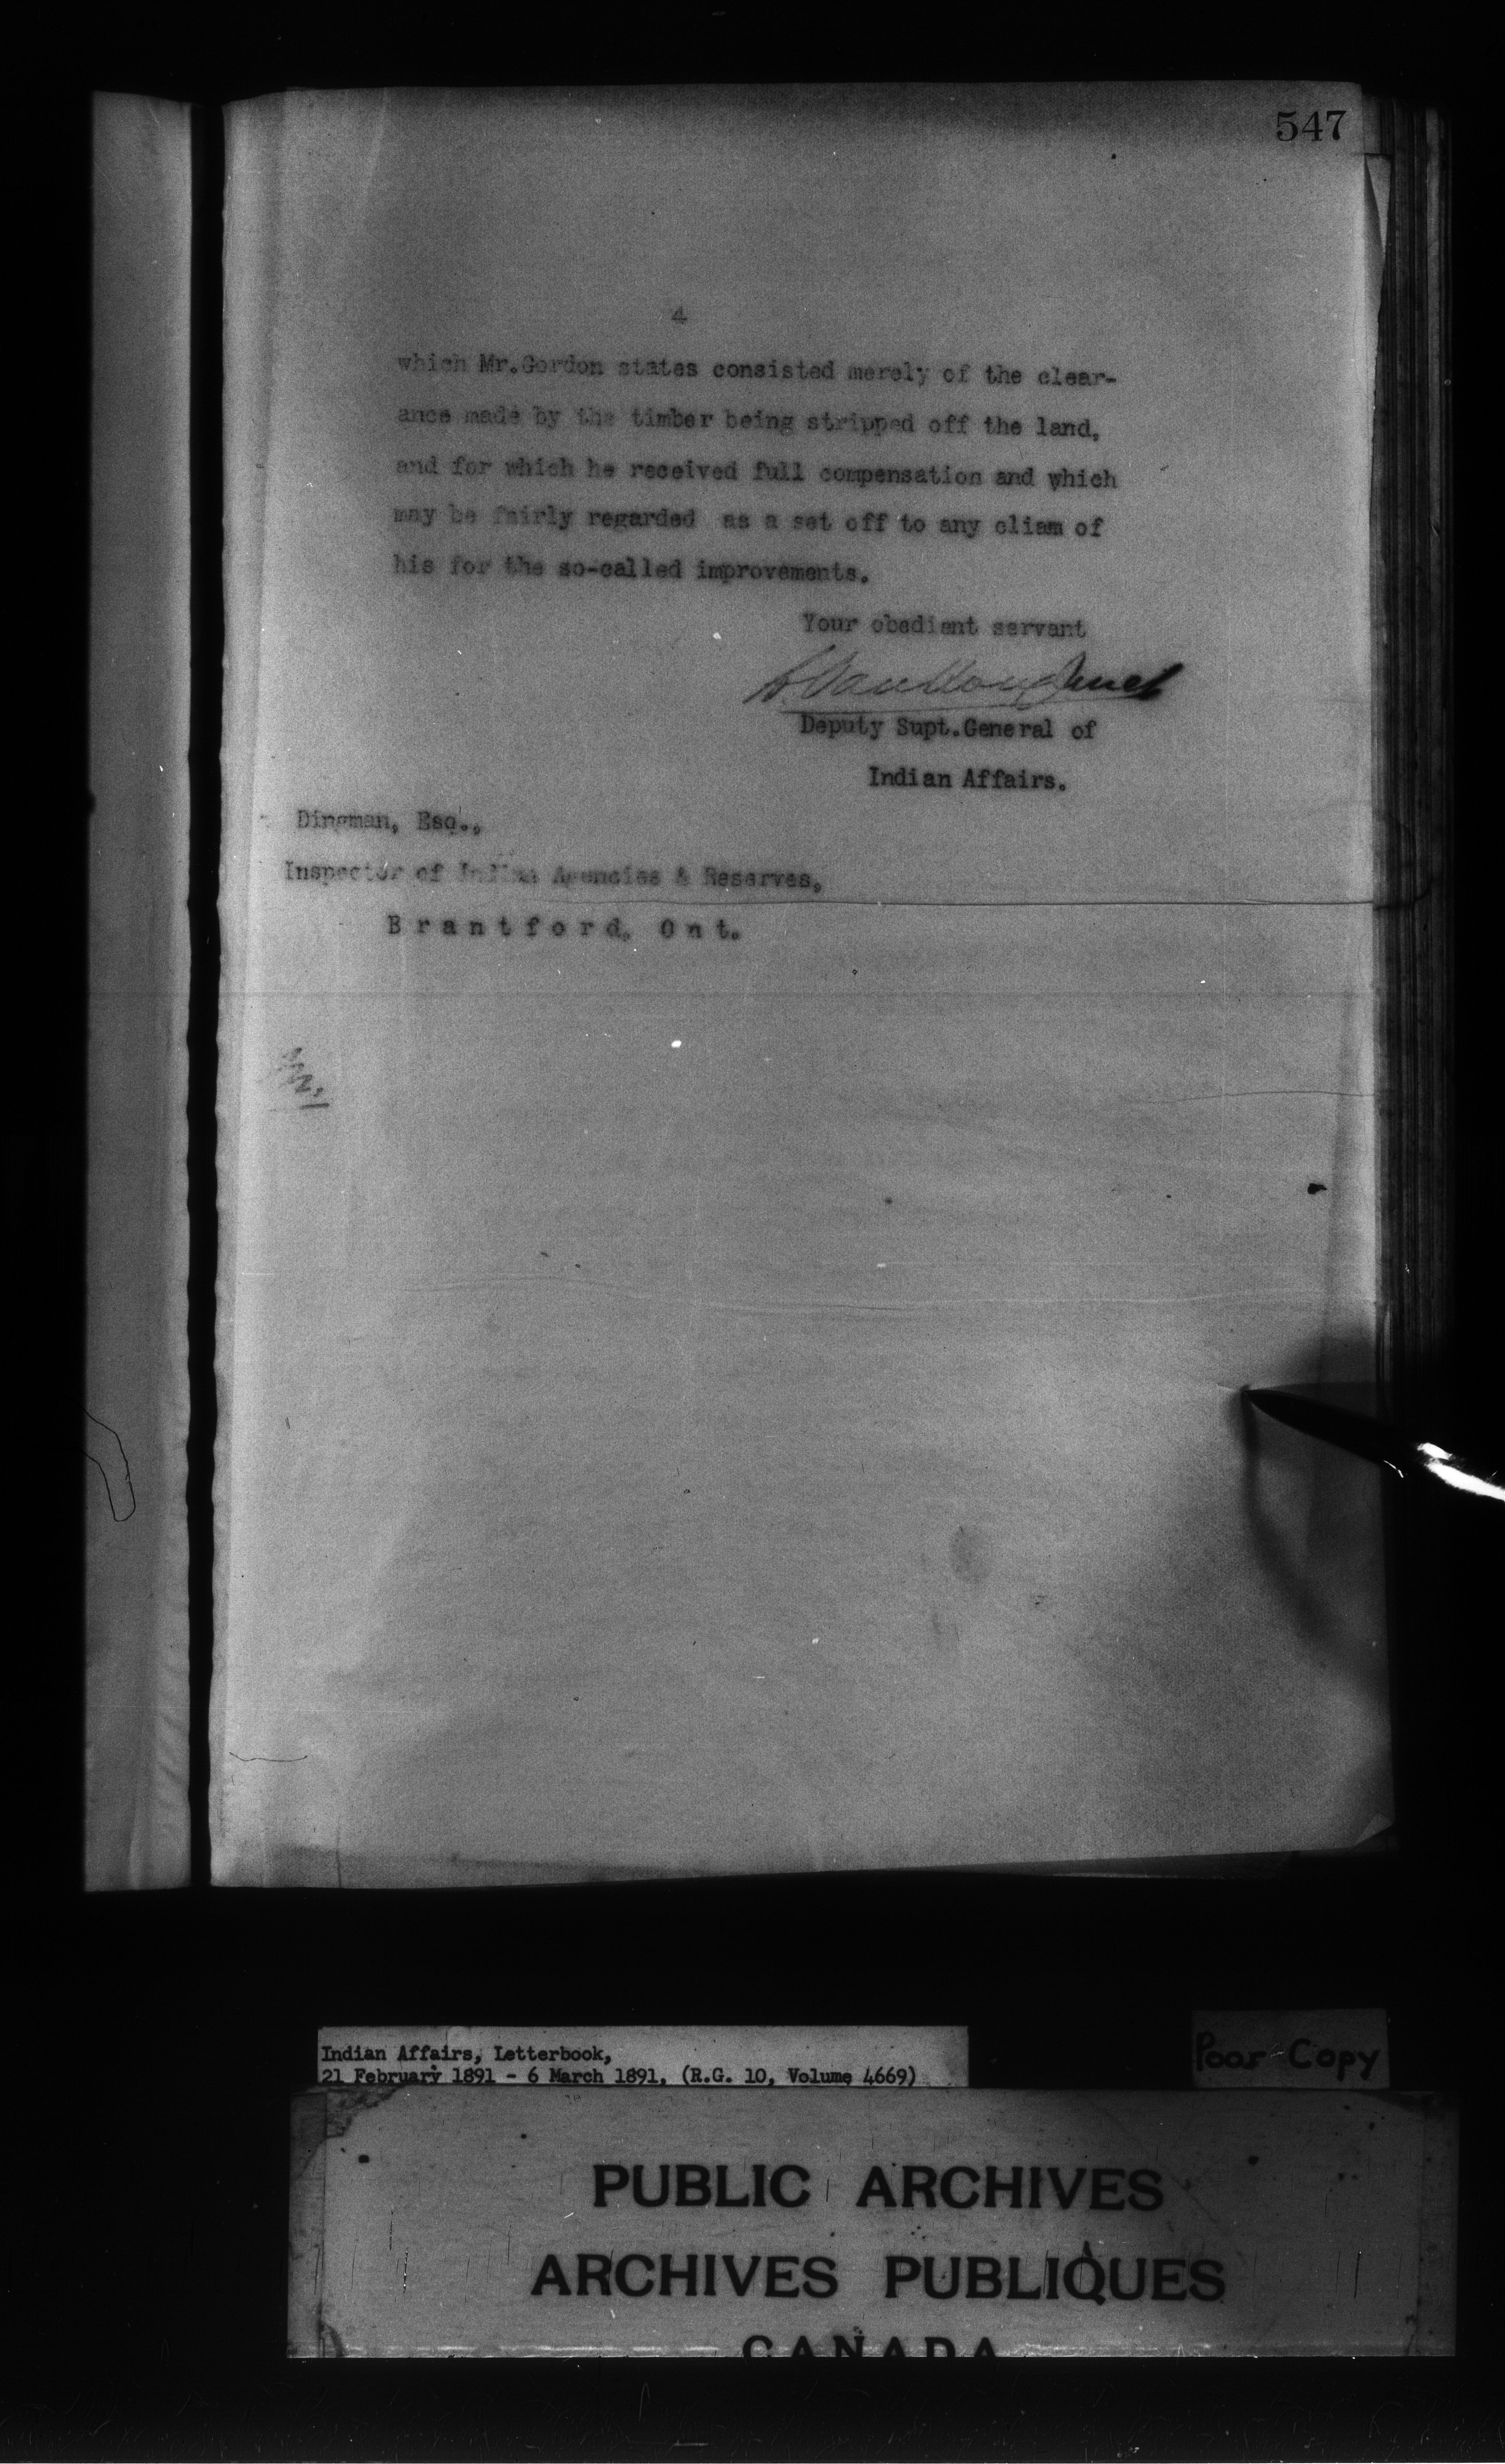 547
4
which Mr.Gordon states consisted merely of the clear-
ance made by the timber being stripped off the land,
and for which he received full compensation and which
may be fairly regarded as a set off to any cliam of
his for the so-called improvements.
Your obedient servant
L. Vankoughnet
Deputy Supt.General of
Indian Affairs.
Dingman, Esq.,
Inspector of Indian Agencies & Reserves,
Brantford, Ont.
Indian Affairs, Letterbook,
21 February 1891 - 6 March 1891, (R.G. 10, Volume 4669)
Poor Copy
PUBLIC ARCHIVES
ARCHIVES PUBLIQUES
CANADA